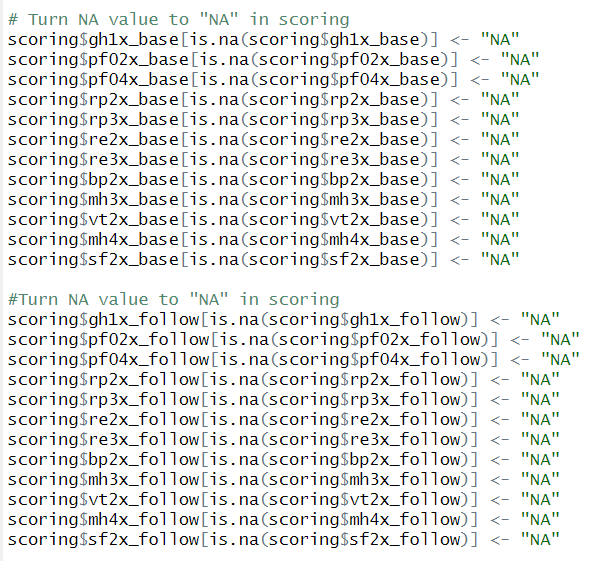 # Turn NA value to "NA" in scoring
scoring$gh1x_base[is.na(scoring$gh1x_base)] <- "NA"
scoring$pf02x_base[is.na(scoring$pf02x_base)] <- "NA"
scoring$pf04x_base[is.na(scoring$pf04x_base)] <- "NA"
scoring$rp2x_base[is.na(scoring$rp2x_base)] <- "NA"
scoring$rp3x_base[is.na(scoring$rp3x_base)] <- "NA"
scoring$re2x_base[is.na(scoring$re2x_base)] <- "NA"
scoring$re3x_base[is.na(scoring$re3x_base)] <- "NA"
scoring$bp2x_base[is.na(scoring$bp2x_base)] <- "NA"
scoring$mh3x_base[is.na(scoring$mh3x_base)] <- "NA"
scoring$vt2x_base[is.na(scoring$vt2x_base)] <- "NA"
scoring$mh4x_base[is.na(scoring$mh4x_base)] <- "NA"
scoring$sf2x_base[is.na(scoring$sf2x_base)] <- "NA"
#Turn NA value to "NA" in scoring
scoring$gh1x_follow[is.na(scoring$gh1x_follow)] <- "NA"
scoring$pf02x_follow[is.na(scoring$pf02x_follow)] <- "NA"
scoring$pf04x_follow[is.na(scoring$pf04x_follow)] <- "NA"
scoring$rp2x_follow[is.na(scoring$rp2x_follow)] <- "NA"
scoring$rp3x_follow[is.na(scoring$rp3x_follow)] <- "NA"
scoring$re2x_follow[is.na(scoring$re2x_follow)] <- "NA"
scoring$re3x_follow[is.na(scoring$re3x_follow)] <- "NA"
scoring$bp2x_follow[is.na(scoring$bp2x_follow)] <- "NA"
scoring$mh3x_follow[is.na(scoring$mh3x_follow)] <- "NA"
scoring$vt2x_follow[is.na(scoring$vt2x_follow)] <- "NA"
scoring$mh4x_follow[is.na(scoring$mh4x_follow)] <- "NA"
scoring$sf2x_follow[is.na(scoring$sf2x_follow)] <- "NA"